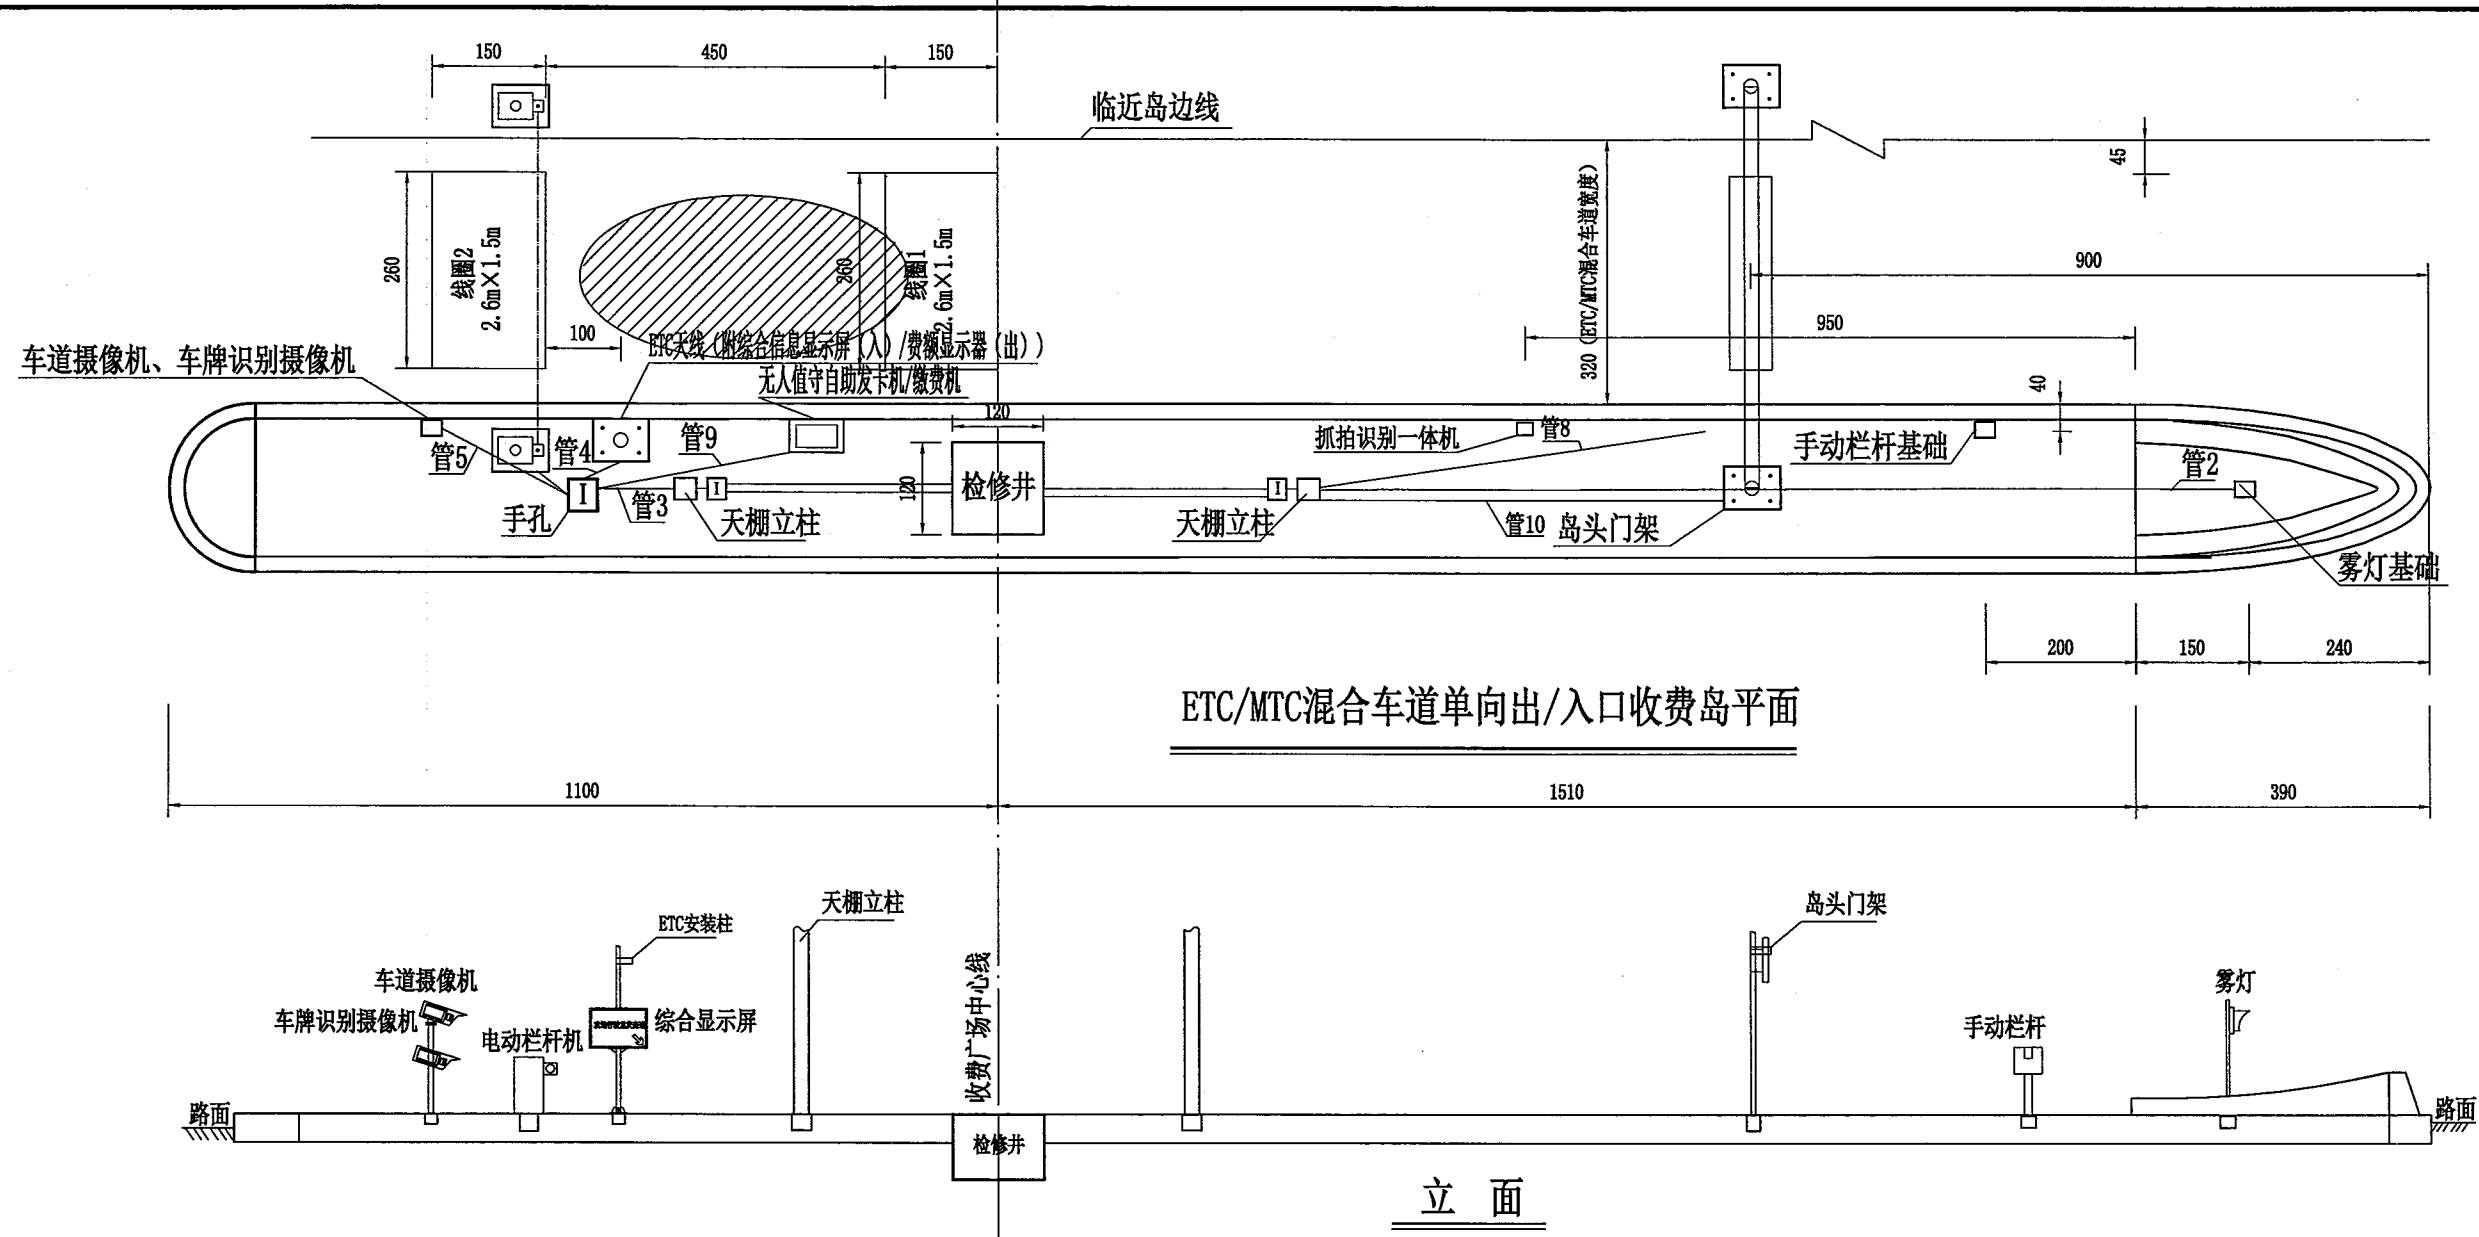 150
450
150
临近岛边线
45
320 (ETC/MTC混合车道宽度)
260
线圈2
2.6m×1.5m
260
线圈1
2.6m×1.5m
900
950
100
ETC天线（附综合信息显示屏（入）/费额显示器（出））
车道摄像机、车牌识别摄像机
无人值守自助发卡机/缴费机
40
120
管5
管4
管9
抓拍识别一体机
管8
手动栏杆基础
管2
I
I
120
检修井
I
手孔
管3
天棚立柱
天棚立柱
管10
岛头门架
雾灯基础
200
150
240
ETC/MTC混合车道单向出/入口收费岛平面
1100
1510
390
天棚立柱
岛头门架
ETC安装柱
车道摄像机
收费广场中心线
雾灯
车牌识别摄像机
电动栏杆机
综合显示屏
手动栏杆
路面
路面
检修井
立 面